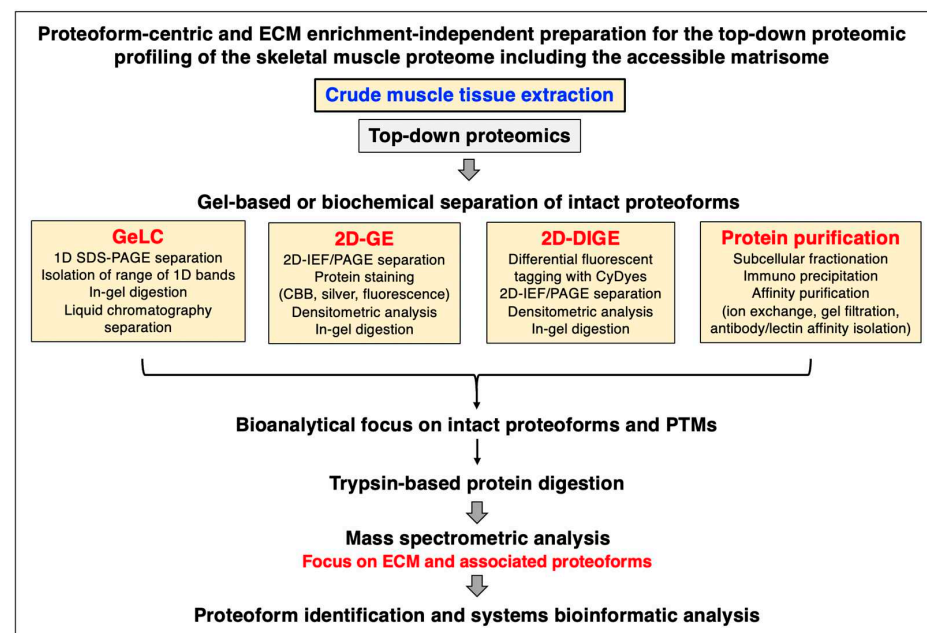 Proteoform-centric and ECM enrichment-independent preparation for the top-down proteomic
profiling of the skeletal muscle proteome including the accessible matrisome
Crude muscle tissue extraction
Top-down proteomics
Gel-based or biochemical separation of intact proteoforms
GeLC
1D SDS-PAGE separation
Isolation of range of 1D bands
In-gel digestion
Liquid chromatography
separation
2D-GE
2D-IEF/PAGE separation
Protein staining
(CBB, silver, fluorescence)
Densitometric analysis
In-gel digestion
2D-DIGE
Differential fluorescent
tagging with CyDyes
2D-IEF/PAGE separation
Densitometric analysis
In-gel digestion
Protein purification
Subcellular fractionation
Immuno precipitation
Affinity purification
(ion exchange, gel filtration,
antibody/lectin affinity isolation)
Bioanalytical focus on intact proteoforms and PTMs
Trypsin-based protein digestion
Mass spectrometric analysis
Focus on ECM and associated proteoforms
Proteoform identification and systems bioinformatic analysis